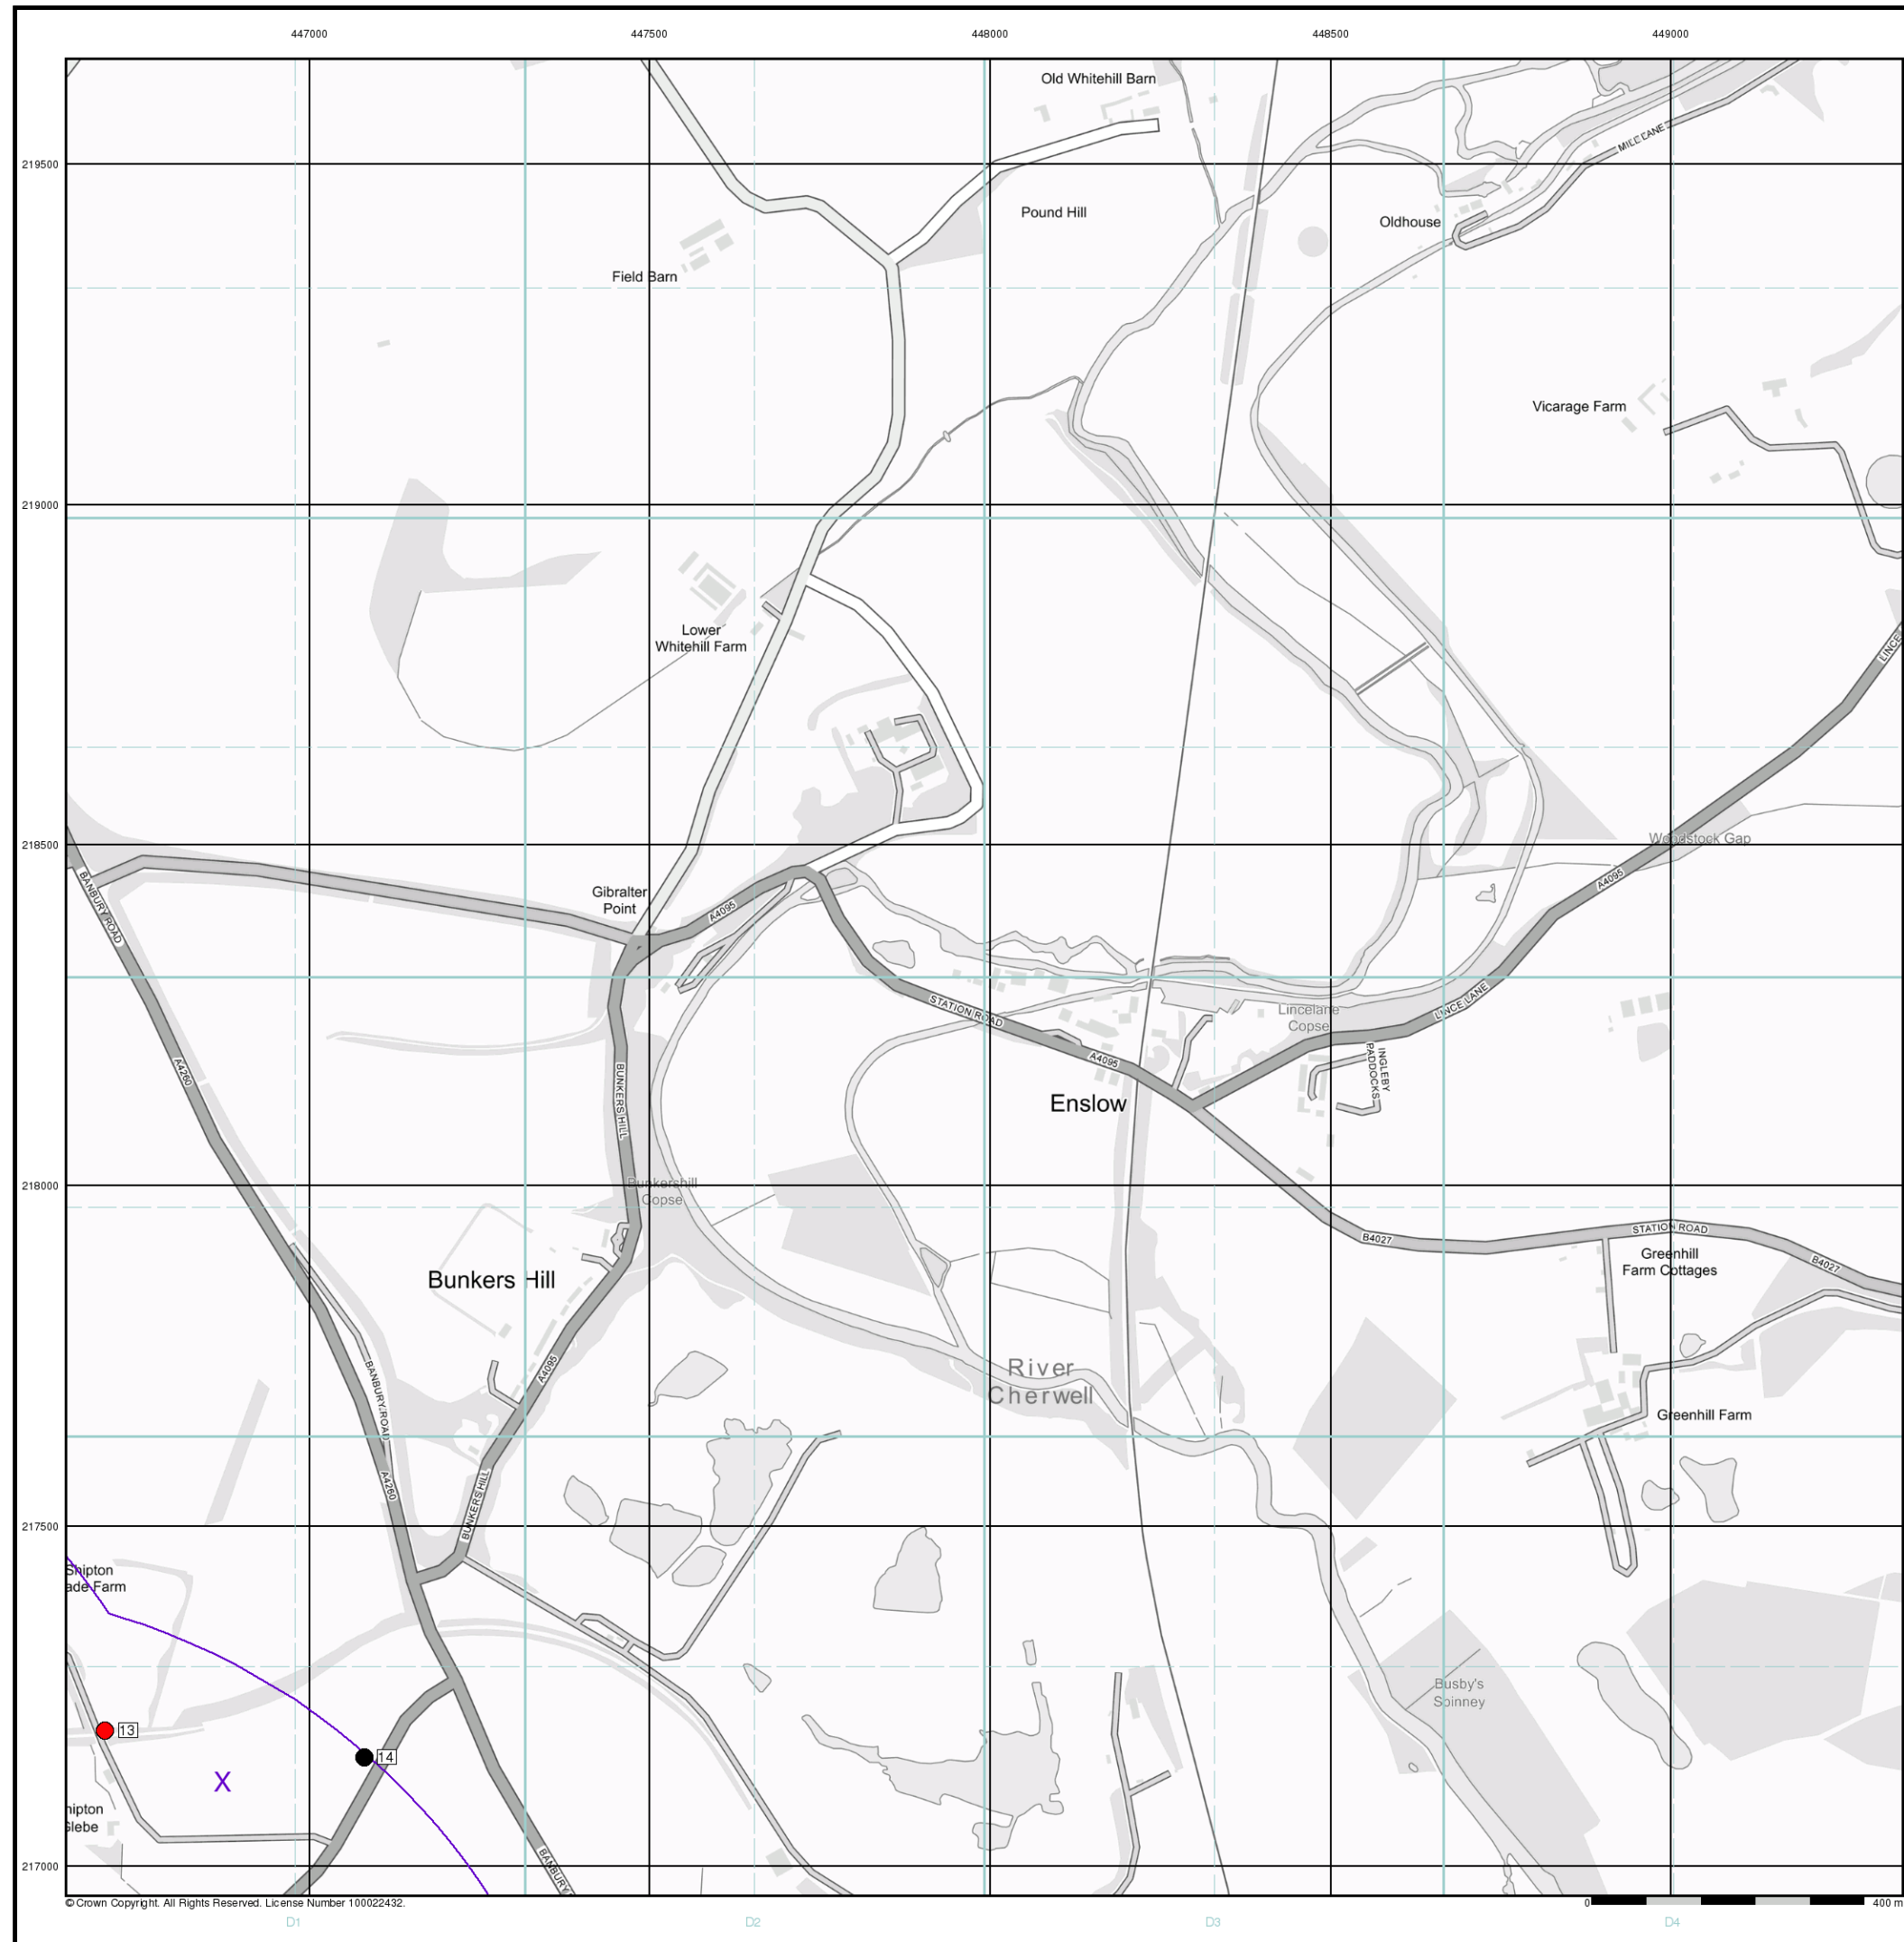 447000 447500 448000 448500 449000
Old Whitehill Barn
MILL LANE
219500
Pound Hill
Oldhouse
Field Barn
Vicarage Farm
219000
Lower
Whitehill Farm
LINCE
Woodstock Gap
218500
A4095
Gibralter
Point
A4095
BANBURY ROAD
STATION ROAD
LINCE LANE
Lincelane
Copse
A4260
A4095
INGLEBY
PADDOCKS
BUNKERS HILL
Enslow
218000
Bunkershill
Copse
STATION ROAD
B4027
Greenhill
Farm Cottages
B4027
Bunkers Hill
A4095
BANBURY ROAD
River
Cherwell
Greenhill Farm
A4260
BUNKERS HILL
217500
Shipton
ade Farm
Busby's
Spinney
13
14
X
hipton
Glebe
217000
BANBURY
© Crown Copyright. All Rights Reserved. License Number 100022432.
0 400 m
D1 D2 D3 D4